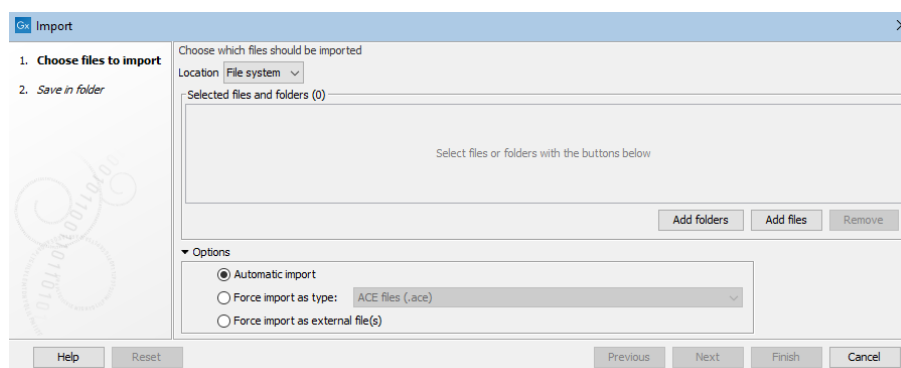 Gx Import
1. Choose files to import
2. Save in folder
Choose which files should be imported
Location File system
Selected files and folders (0)
Select files or folders with the buttons below
Add folders Add files Remove
Options
Automatic import
Force import as type: ACE files (.ace)
Force import as external file(s)
Help Reset Previous Next Finish Cancel